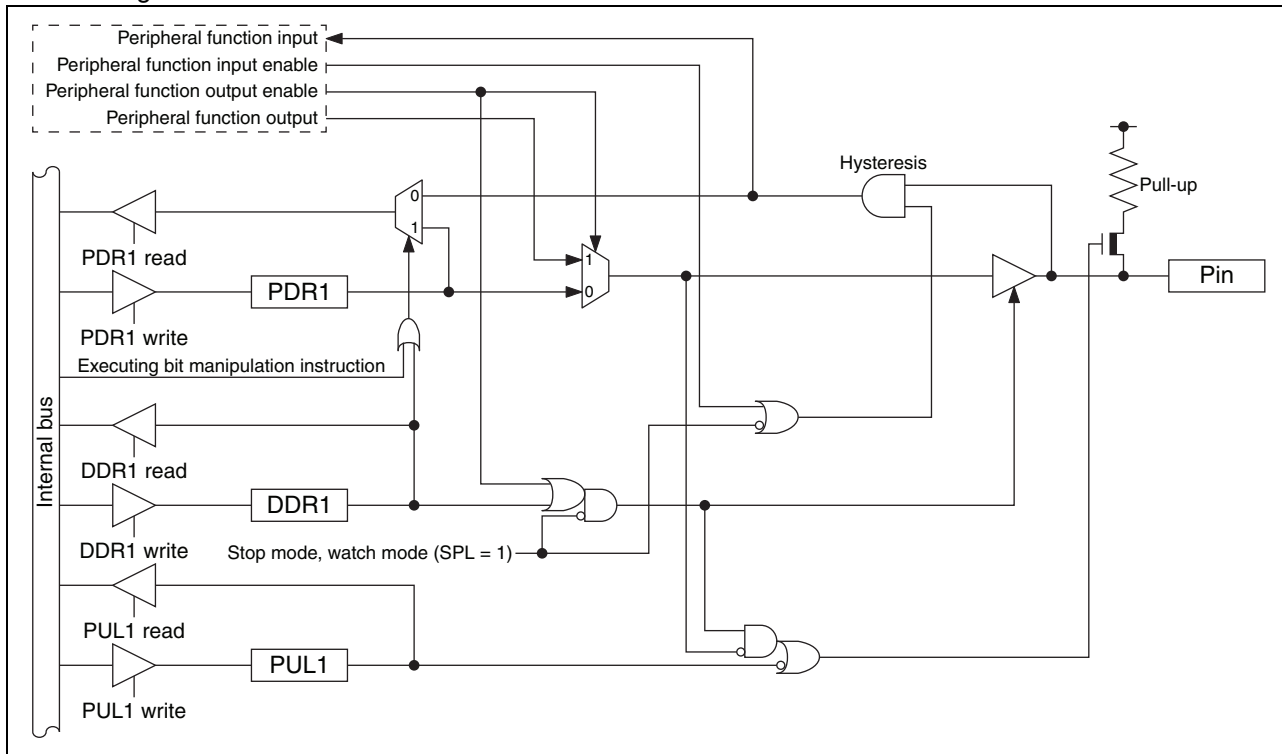 Peripheral function input
Peripheral function input enable
Peripheral function output enable
Peripheral function output
Hysteresis
Pull-up
0
1
PDR1 read
1
0
PDR1
Pin
PDR1 write
Executing bit manipulation instruction
Internal bus
DDR1 read
DDR1
DDR1 write
Stop mode, watch mode (SPL = 1)
PUL1 read
PUL1
PUL1 write